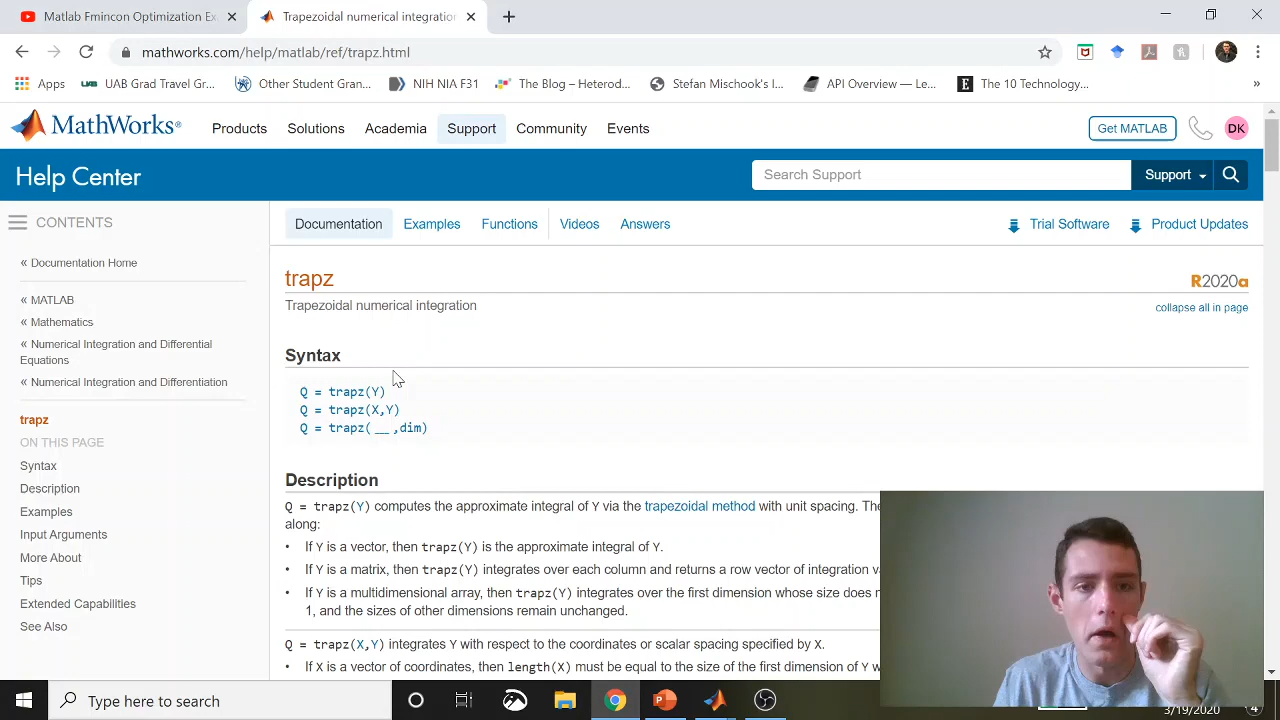 Matlab Fmincon Optimization Ex
Trapezoidal numerical integration
mathworks.com/help/matlab/ref/trapz.html
Apps
UAB Grad Travel Gr...
Other Student Gran...
NIH NIA F31
The Blog – Heterod...
Stefan Mischook's I...
API Overview — Le...
The 10 Technology...
»
MathWorks®
Products
Solutions
Academia
Support
Community
Events
Get MATLAB
DK
Help Center
Search Support
Support
CONTENTS
Documentation
Examples
Functions
Videos
Answers
Trial Software
Product Updates
« Documentation Home
« MATLAB
« Mathematics
« Numerical Integration and Differential
Equations
« Numerical Integration and Differentiation
trapz
ON THIS PAGE
Syntax
Description
Examples
Input Arguments
More About
Tips
Extended Capabilities
See Also
trapz
R2020a
Trapezoidal numerical integration
collapse all in page
Syntax
Q = trapz(Y)
Q = trapz(X,Y)
Q = trapz( __ ,dim)
Description
Q = trapz(Y) computes the approximate integral of Y via the trapezoidal method with unit spacing. The
along:
• If Y is a vector, then trapz(Y) is the approximate integral of Y.
• If Y is a matrix, then trapz(Y) integrates over each column and returns a row vector of integration va
• If Y is a multidimensional array, then trapz(Y) integrates over the first dimension whose size does n
1, and the sizes of other dimensions remain unchanged.
Q = trapz(X,Y) integrates Y with respect to the coordinates or scalar spacing specified by X.
• If X is a vector of coordinates, then length(X) must be equal to the size of the first dimension of Y w
Type here to search
3/19/2020